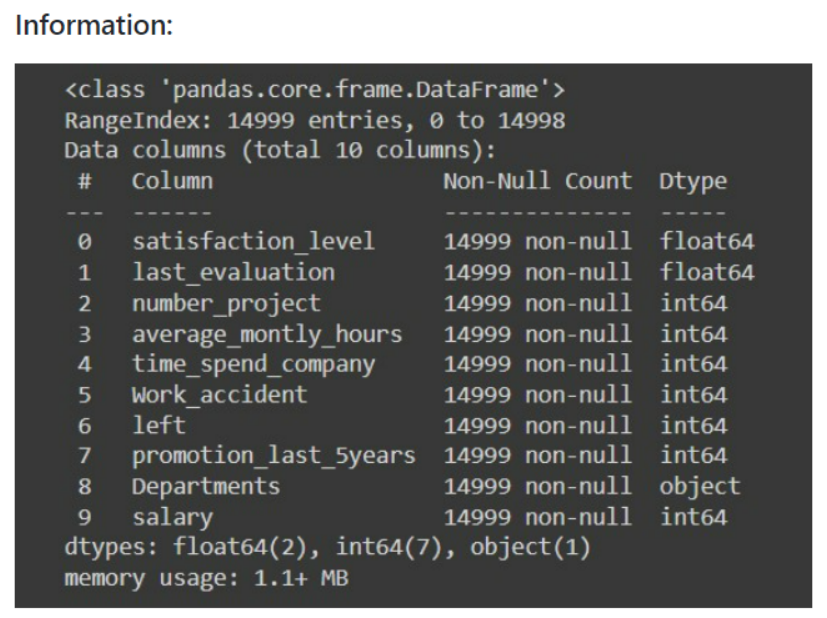 Information:
<class 'pandas.core.frame.DataFrame'>
RangeIndex: 14999 entries, 0 to 14998
Data columns (total 10 columns):
 #   Column                 Non-Null Count  Dtype
---  ------                 --------------  -----
 0   satisfaction_level     14999 non-null  float64
 1   last_evaluation        14999 non-null  float64
 2   number_project         14999 non-null  int64
 3   average_montly_hours   14999 non-null  int64
 4   time_spend_company     14999 non-null  int64
 5   Work_accident          14999 non-null  int64
 6   left                   14999 non-null  int64
 7   promotion_last_5years  14999 non-null  int64
 8   Departments            14999 non-null  object
 9   salary                 14999 non-null  int64
dtypes: float64(2), int64(7), object(1)
memory usage: 1.1+ MB